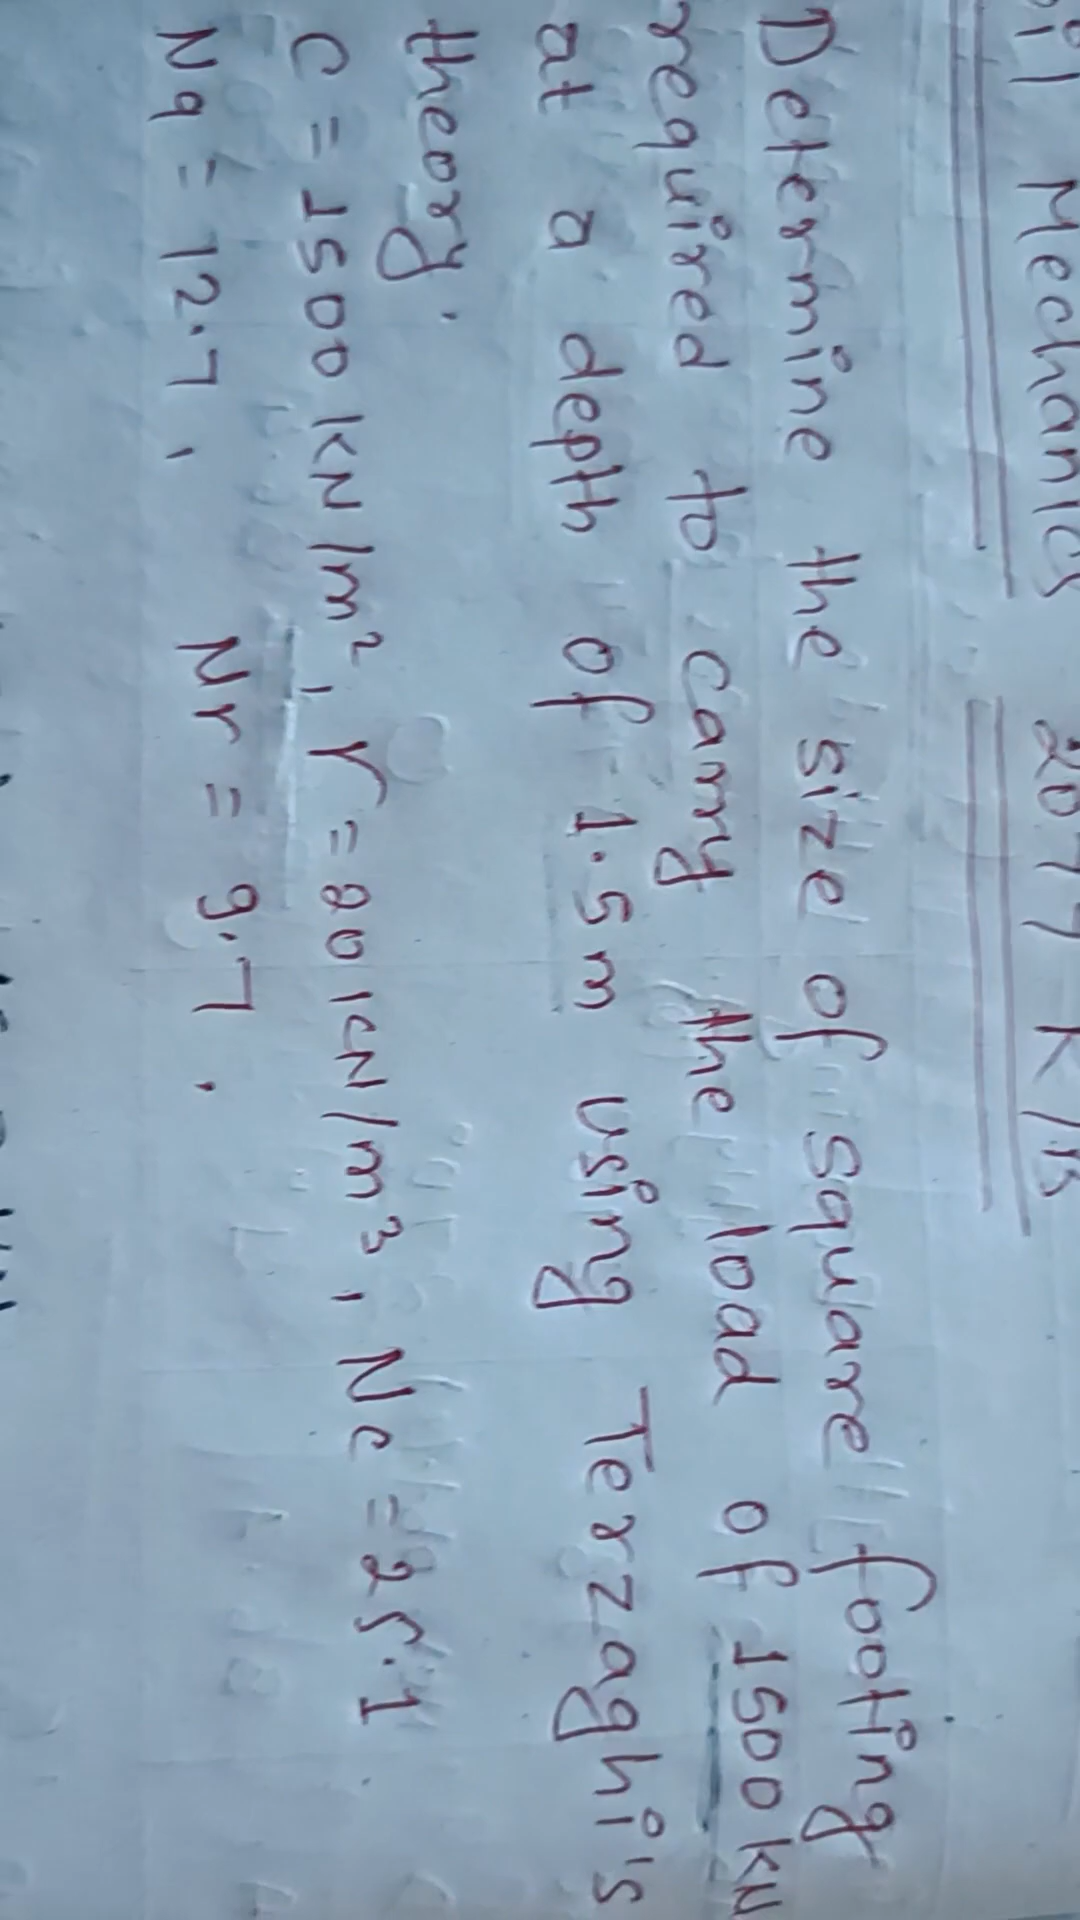 Mechanics 2077 K/B
Determine the size of square footing
required to carry the load of 1500 kN
at a depth of 1.5 m using Terzaghi's
theory.
C = 1500 kN/m², γ = 20 kN/m³, Nc = 25.1
Nq = 12.7, Nr = 9.7.